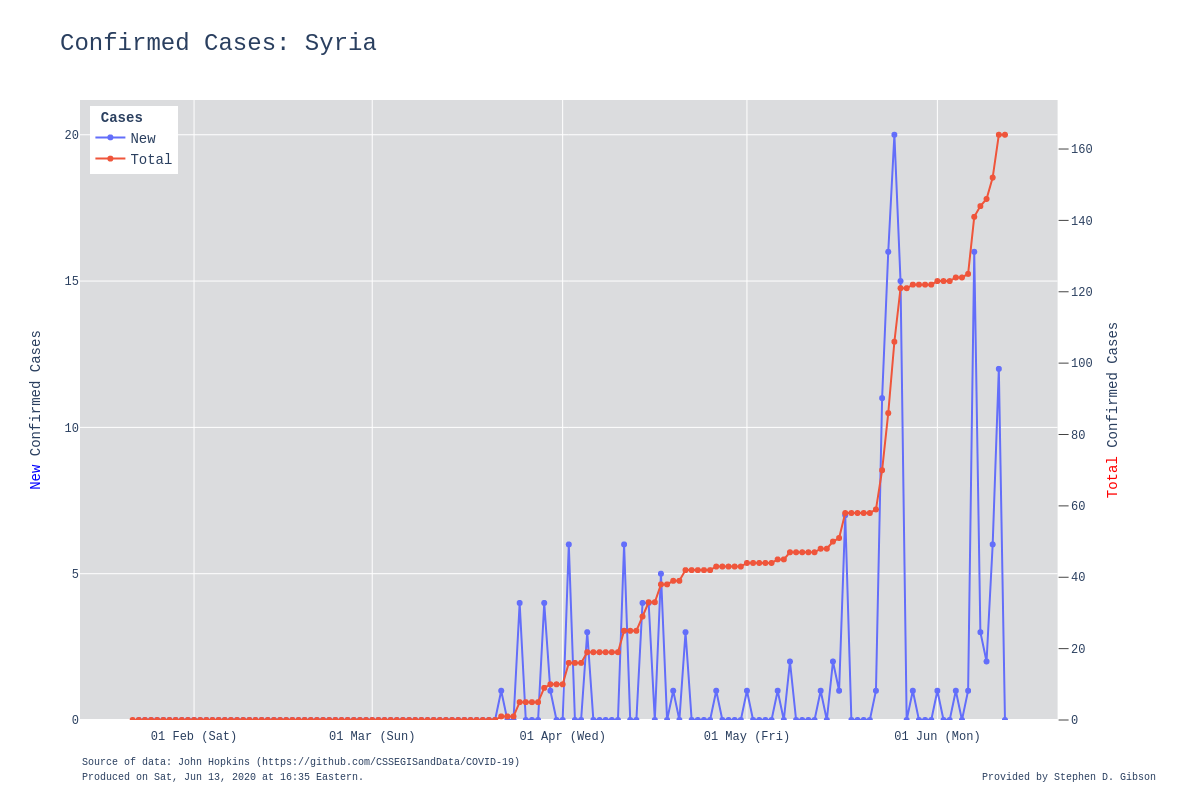 Confirmed Cases: Syria
Cases
New
Total
20
15
10
5
0
160
140
120
100
80
60
40
20
0
New Confirmed Cases
Total Confirmed Cases
01 Feb (Sat)
01 Mar (Sun)
01 Apr (Wed)
01 May (Fri)
01 Jun (Mon)
Source of data: John Hopkins (https://github.com/CSSEGISandData/COVID-19)
Produced on Sat, Jun 13, 2020 at 16:35 Eastern.
Provided by Stephen D. Gibson